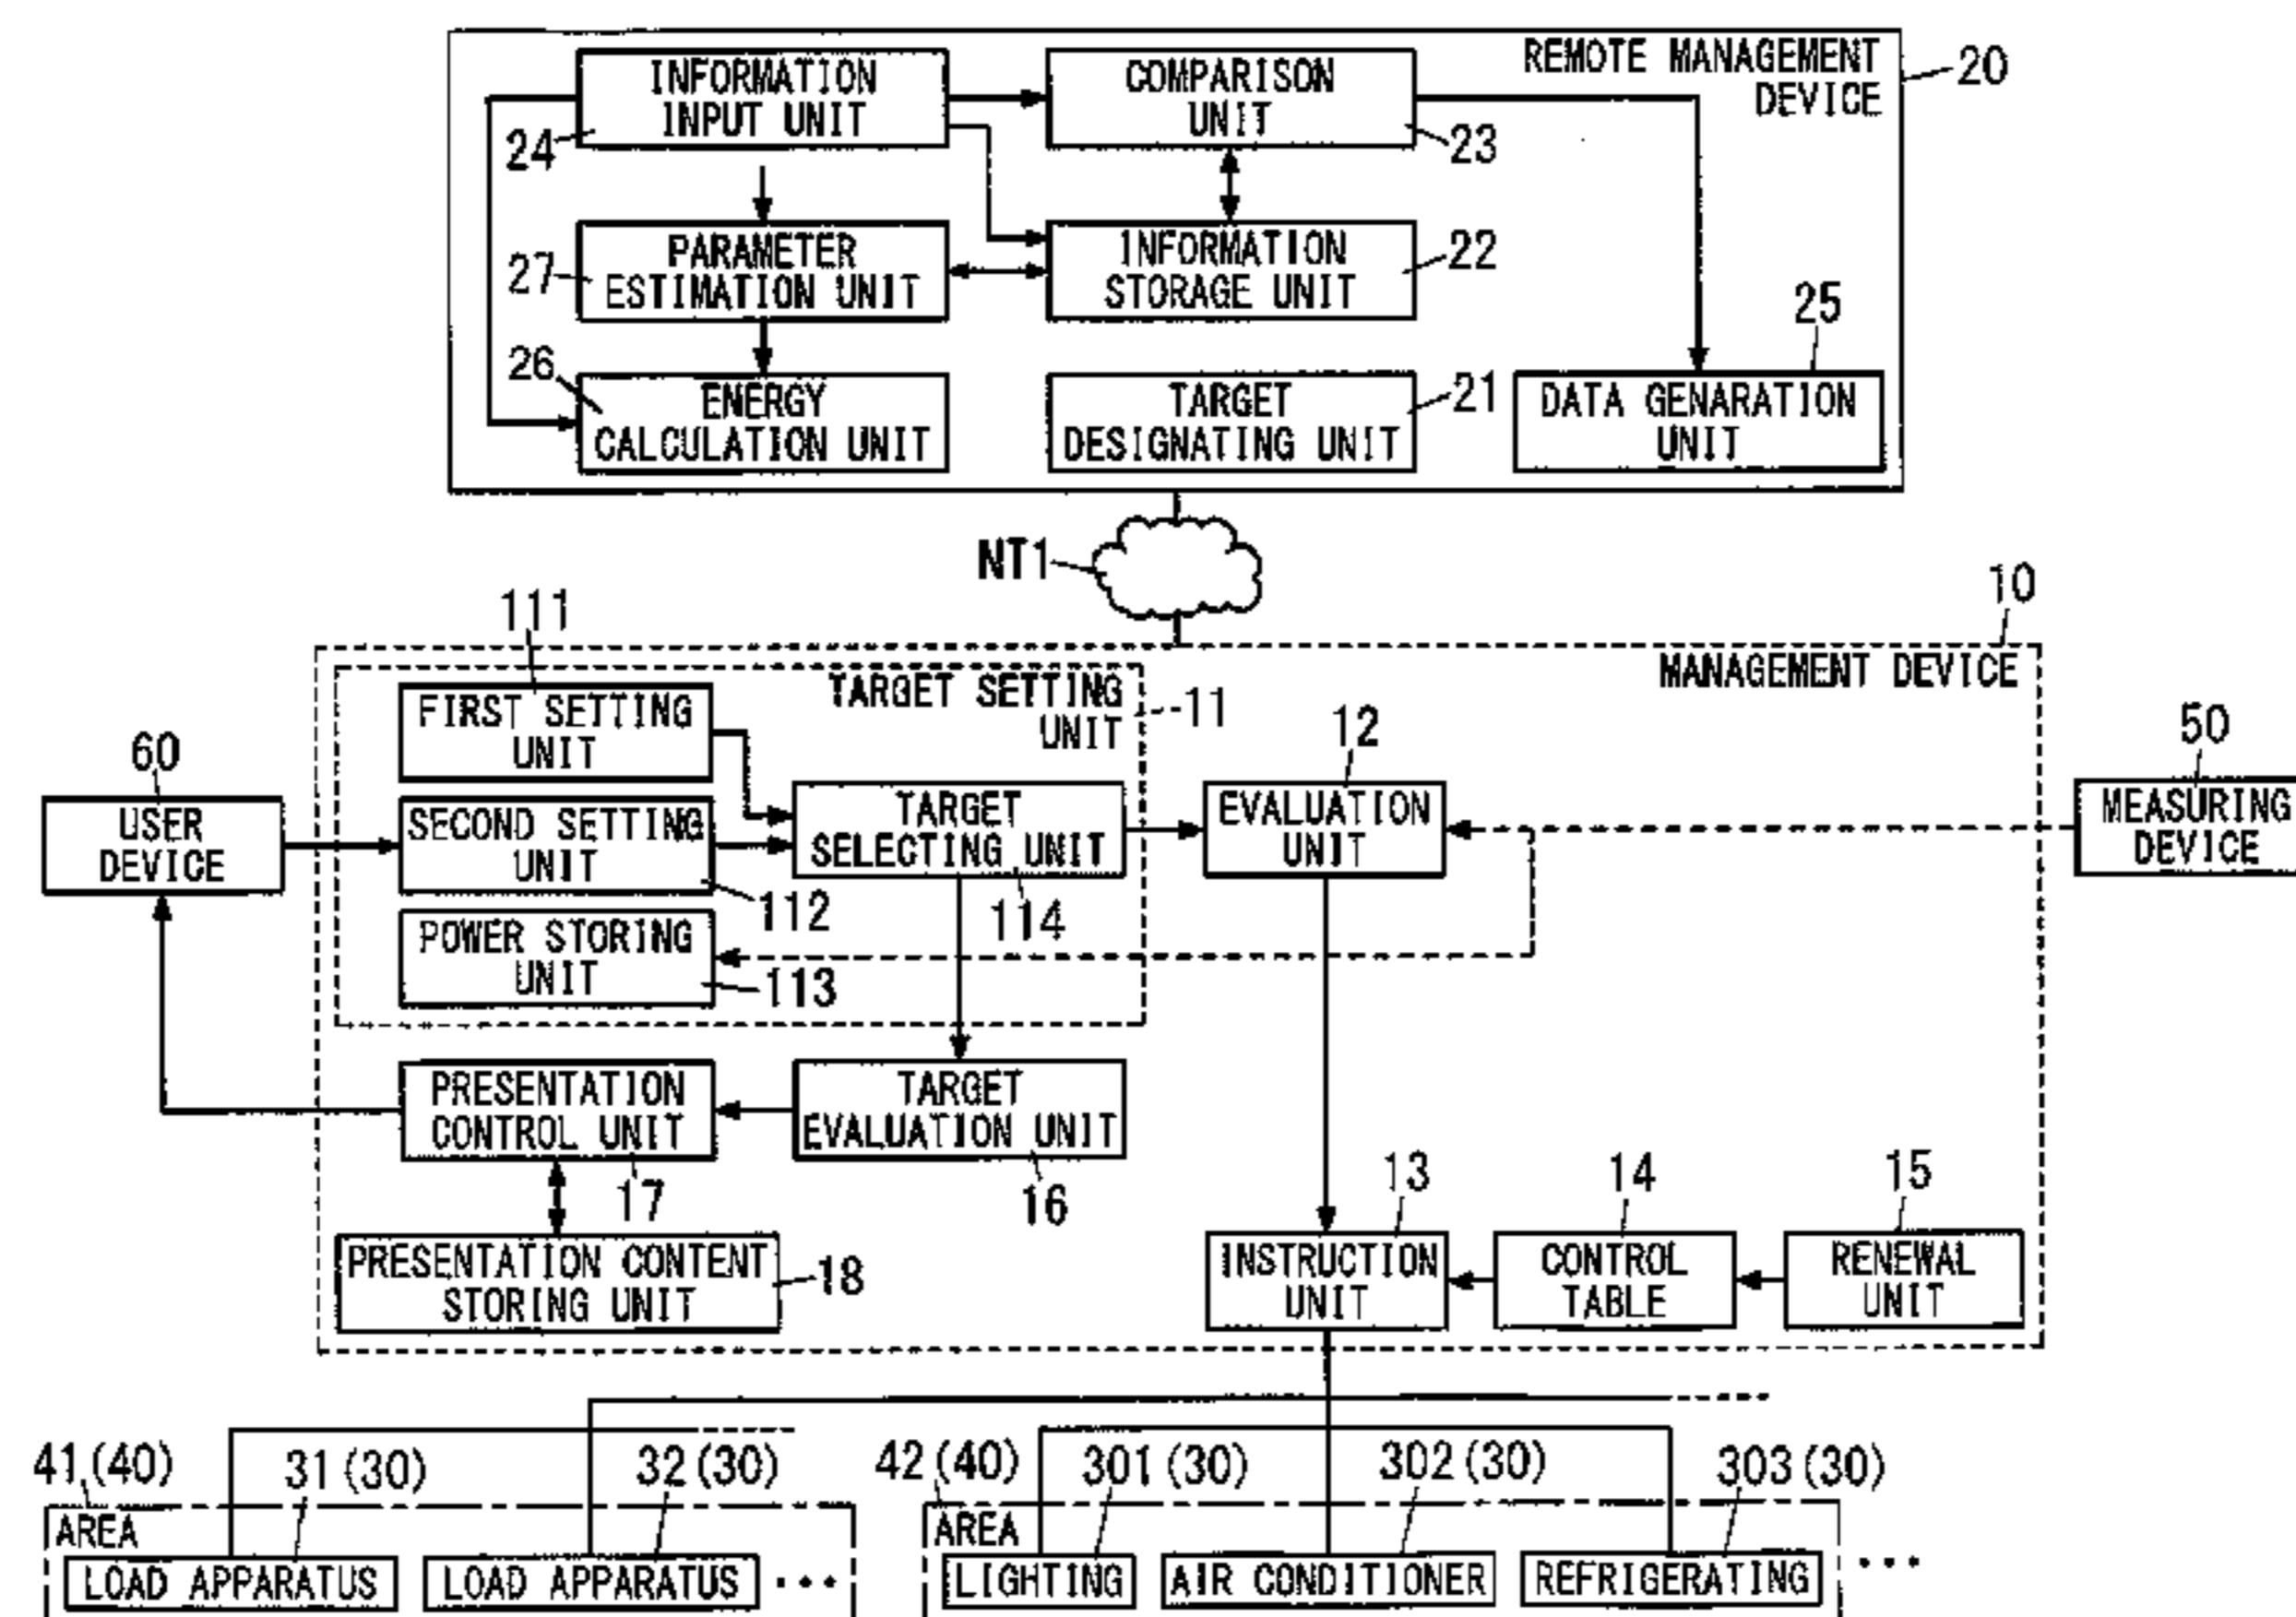 REMOTE MANAGEMENT
DEVICE
20
INFORMATION
INPUT UNIT
24
COMPARISON
UNIT
23
PARAMETER
ESTIMATION UNIT
27
INFORMATION
STORAGE UNIT
22
25
26
ENERGY
CALCULATION UNIT
TARGET
DESIGNATING UNIT
21
DATA GENARATION
UNIT
NT1
10
MANAGEMENT DEVICE
111
FIRST SETTING
UNIT
TARGET SETTING
UNIT
11
60
USER
DEVICE
SECOND SETTING
UNIT
112
TARGET
SELECTING UNIT
114
12
EVALUATION
UNIT
50
MEASURING
DEVICE
POWER STORING
UNIT
113
PRESENTATION
CONTROL UNIT
17
TARGET
EVALUATION UNIT
16
PRESENTATION CONTENT
STORING UNIT
18
13
INSTRUCTION
UNIT
14
CONTROL
TABLE
15
RENEWAL
UNIT
41(40)
31(30)
32(30)
42(40)
301(30)
302(30)
303(30)
AREA
LOAD APPARATUS
LOAD APPARATUS
...
AREA
LIGHTING
AIR CONDITIONER
REFRIGERATING
...